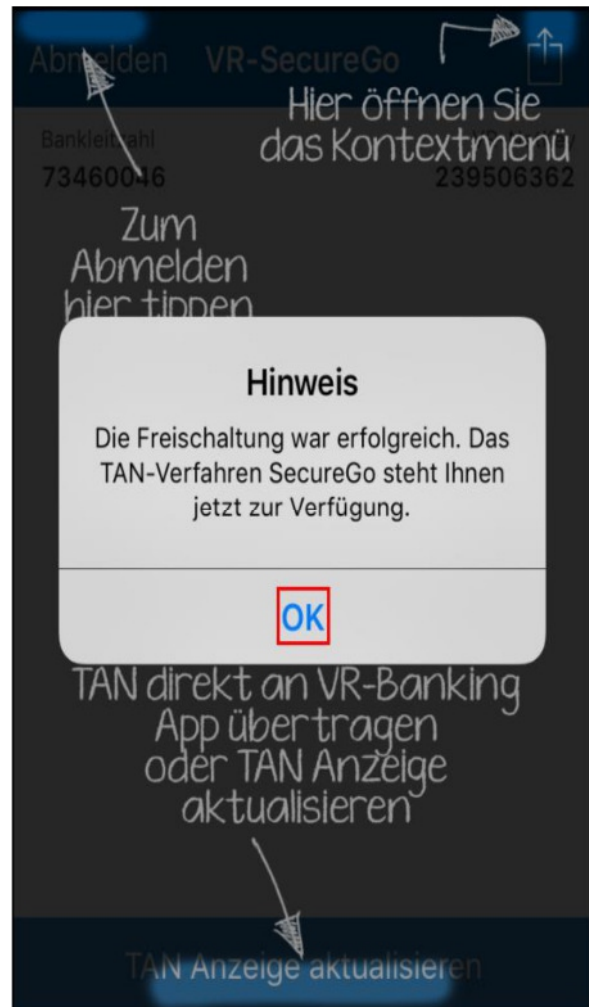 Abmelden VR-SecureGo
Hier öffnen Sie
das Kontextmenü
Bankleitzahl
73460046 239506362
Zum
Abmelden
hier tippen
Hinweis
Die Freischaltung war erfolgreich. Das
TAN-Verfahren SecureGo steht Ihnen
jetzt zur Verfügung.
OK
TAN direkt an VR-Banking
App übertragen
oder TAN Anzeige
aktualisieren
TAN Anzeige aktualisieren